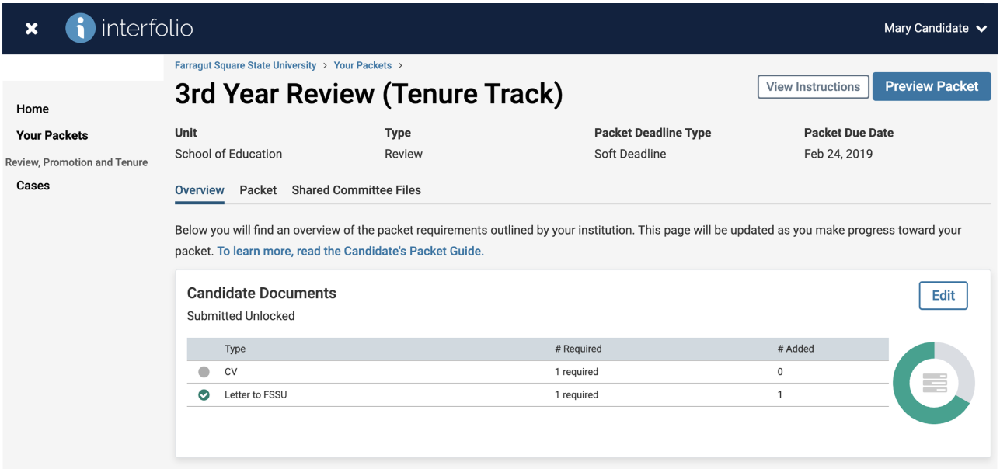 interfolio
Mary Candidate
Farragut Square State University > Your Packets >
3rd Year Review (Tenure Track)
View Instructions
Preview Packet
Home
Your Packets
Review, Promotion and Tenure
Cases
Unit
Type
Packet Deadline Type
Packet Due Date
School of Education
Review
Soft Deadline
Feb 24, 2019
Overview
Packet
Shared Committee Files
Below you will find an overview of the packet requirements outlined by your institution. This page will be updated as you make progress toward your
packet. To learn more, read the Candidate's Packet Guide.
Candidate Documents
Edit
Submitted Unlocked
Type # Required # Added
CV 1 required 0
Letter to FSSU 1 required 1